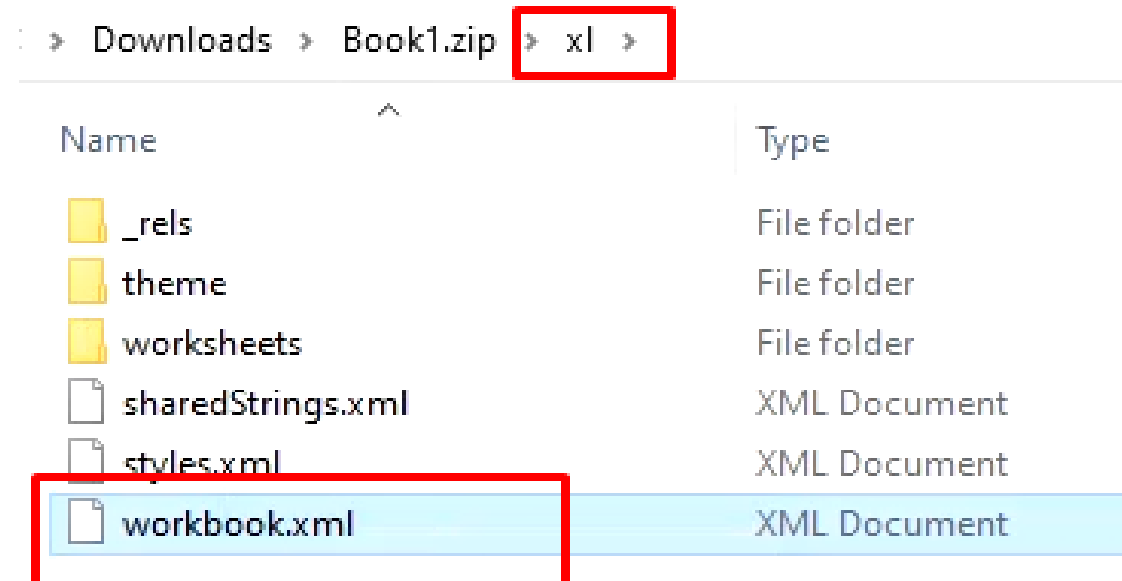 > Downloads > Book1.zip > xl >
Name Type
_rels File folder
theme File folder
worksheets File folder
sharedStrings.xml XML Document
styles.xml XML Document
workbook.xml XML Document